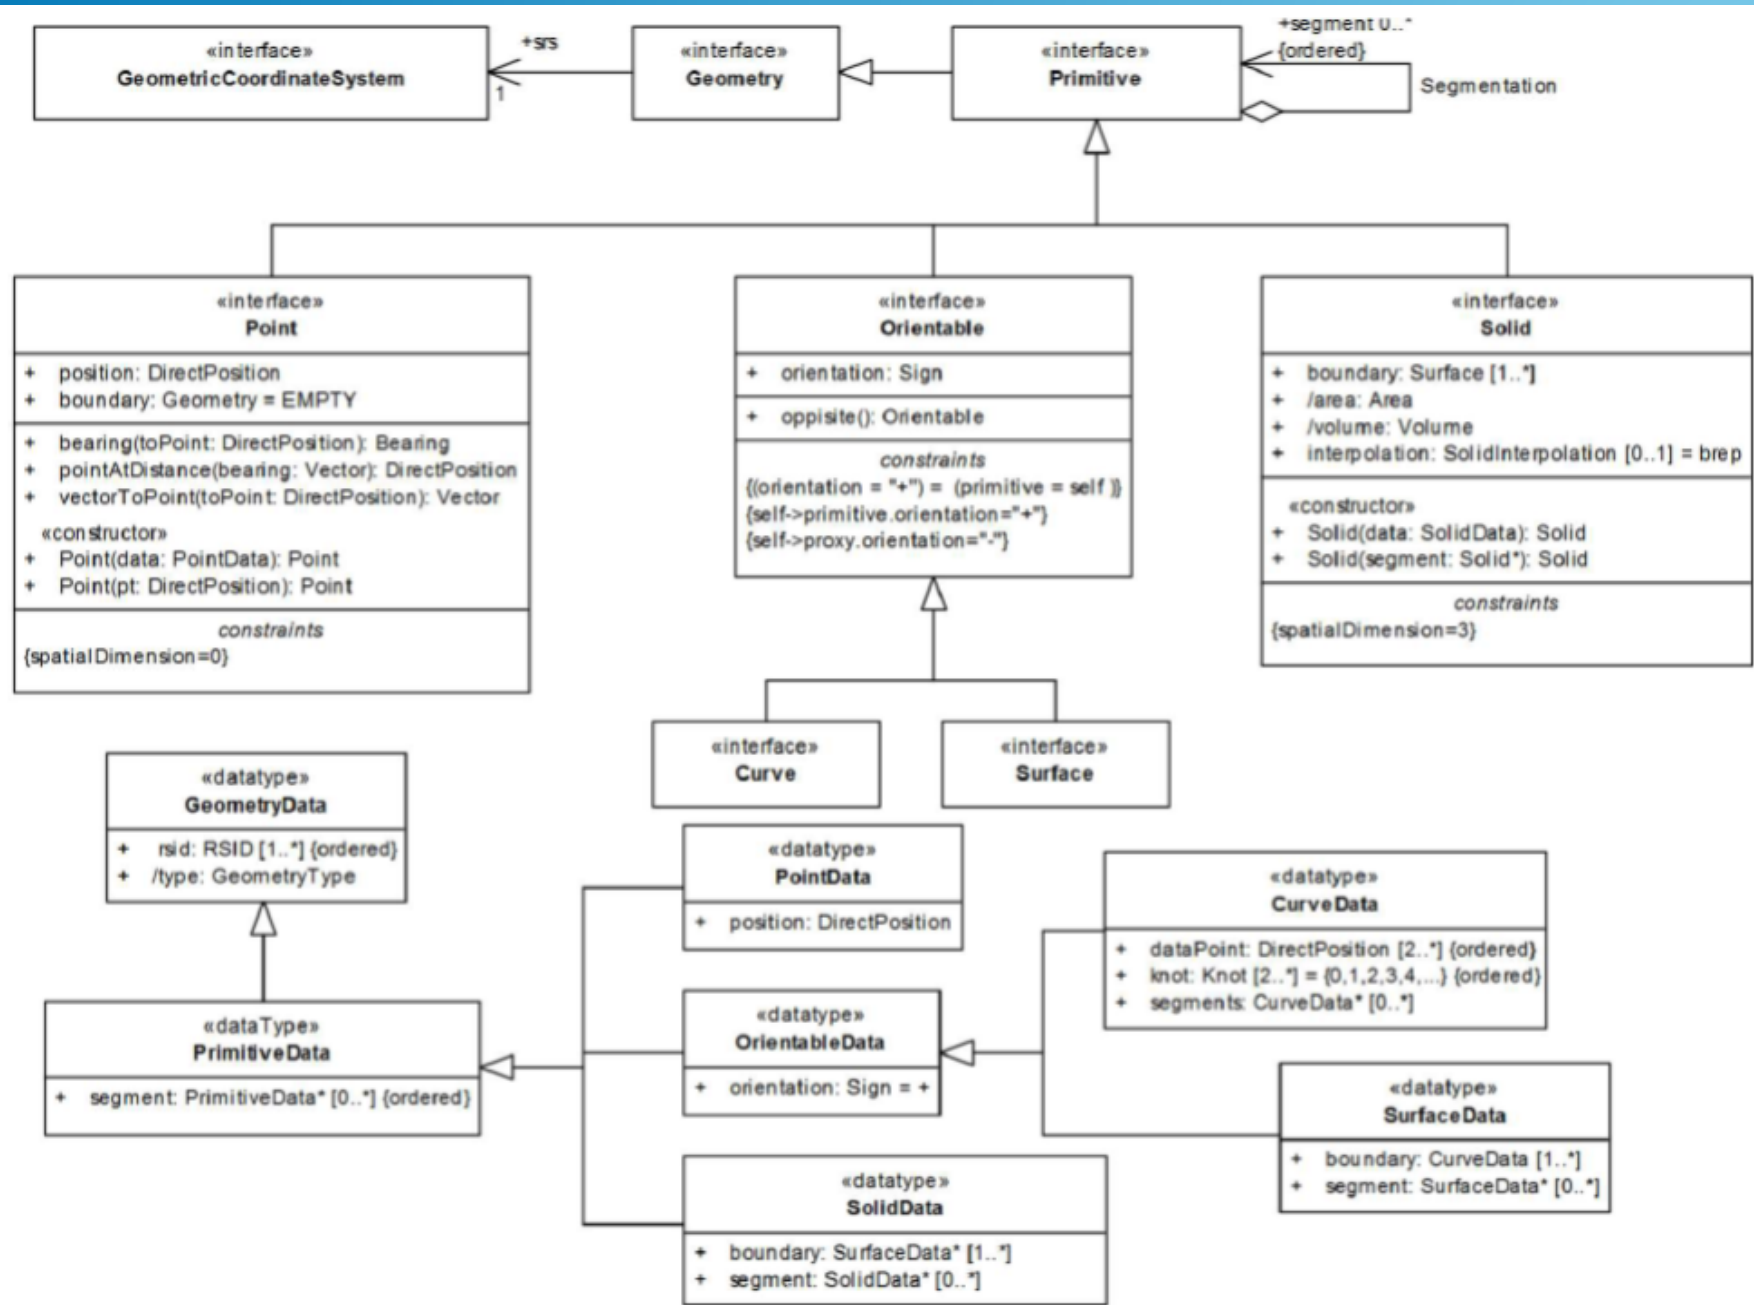 «interface»
GeometricCoordinateSystem
+srs
1
«interface»
Geometry
«interface»
Primitive
+segment 0..*
{ordered}
Segmentation
«interface»
Point
+ position: DirectPosition
+ boundary: Geometry = EMPTY
+ bearing(toPoint: DirectPosition): Bearing
+ pointAtDistance(bearing: Vector): DirectPosition
+ vectorToPoint(toPoint: DirectPosition): Vector
«constructor»
+ Point(data: PointData): Point
+ Point(pt: DirectPosition): Point
constraints
{spatialDimension=0}
«interface»
Orientable
+ orientation: Sign
+ oppisite(): Orientable
constraints
{(orientation = "+") = (primitive = self )}
{self->primitive.orientation="+"}
{self->proxy.orientation="-"}
«interface»
Solid
+ boundary: Surface [1..*]
+ /area: Area
+ /volume: Volume
+ interpolation: SolidInterpolation [0..1] = brep
«constructor»
+ Solid(data: SolidData): Solid
+ Solid(segment: Solid*): Solid
constraints
{spatialDimension=3}
«interface»
Curve
«interface»
Surface
«datatype»
GeometryData
+ rsid: RSID [1..*] {ordered}
+ /type: GeometryType
«dataType»
PrimitiveData
+ segment: PrimitiveData* [0..*] {ordered}
«datatype»
PointData
+ position: DirectPosition
«datatype»
OrientableData
+ orientation: Sign = +
«datatype»
SolidData
+ boundary: SurfaceData* [1..*]
+ segment: SolidData* [0..*]
«datatype»
CurveData
+ dataPoint: DirectPosition [2..*] {ordered}
+ knot: Knot [2..*] = {0,1,2,3,4,...} {ordered}
+ segments: CurveData* [0..*]
«datatype»
SurfaceData
+ boundary: CurveData [1..*]
+ segment: SurfaceData* [0..*]